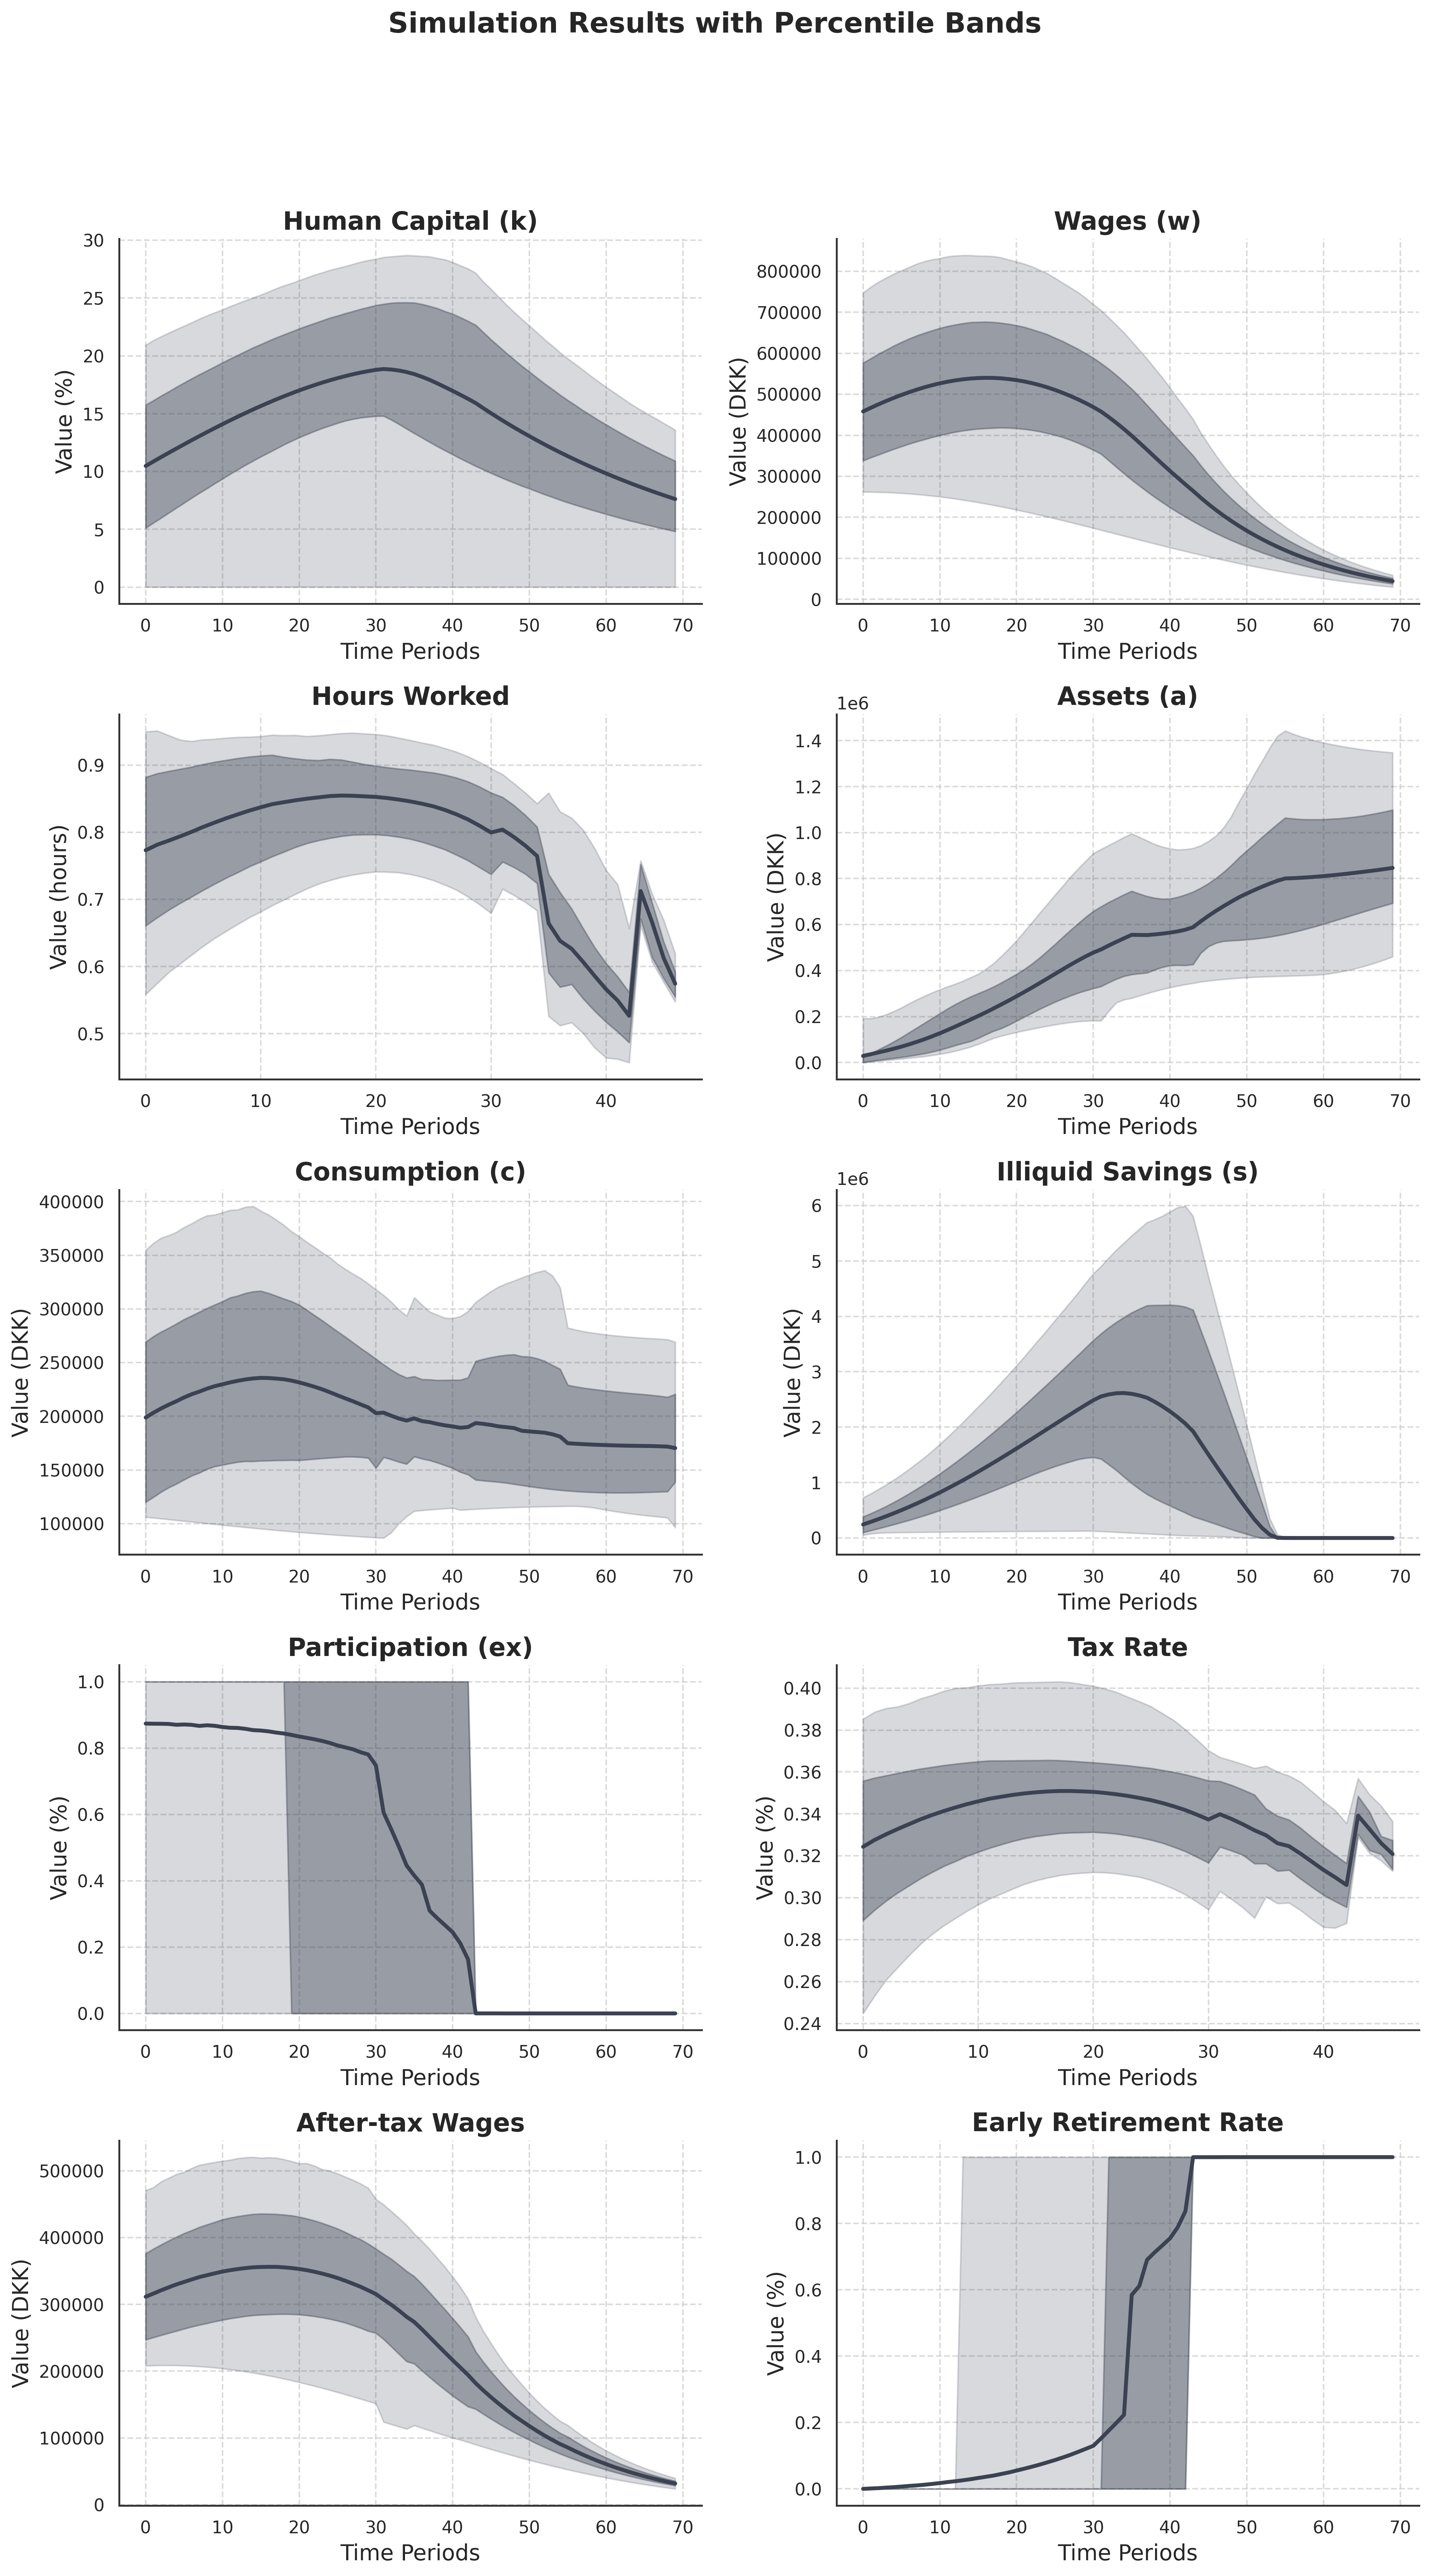 Simulation Results with Percentile Bands
Human Capital (k)
Value (%)
30
25
20
15
10
5
0
0 10 20 30 40 50 60 70
Time Periods
Wages (w)
Value (DKK)
800000
700000
600000
500000
400000
300000
200000
100000
0
0 10 20 30 40 50 60 70
Time Periods
Hours Worked
Value (hours)
0.9
0.8
0.7
0.6
0.5
0 10 20 30 40
Time Periods
Assets (a)
1e6
Value (DKK)
1.4
1.2
1.0
0.8
0.6
0.4
0.2
0.0
0 10 20 30 40 50 60 70
Time Periods
Consumption (c)
Value (DKK)
400000
350000
300000
250000
200000
150000
100000
0 10 20 30 40 50 60 70
Time Periods
Illiquid Savings (s)
1e6
Value (DKK)
6
5
4
3
2
1
0
0 10 20 30 40 50 60 70
Time Periods
Participation (ex)
Value (%)
1.0
0.8
0.6
0.4
0.2
0.0
0 10 20 30 40 50 60 70
Time Periods
Tax Rate
Value (%)
0.40
0.38
0.36
0.34
0.32
0.30
0.28
0.26
0.24
0 10 20 30 40
Time Periods
After-tax Wages
Value (DKK)
500000
400000
300000
200000
100000
0
0 10 20 30 40 50 60 70
Time Periods
Early Retirement Rate
Value (%)
1.0
0.8
0.6
0.4
0.2
0.0
0 10 20 30 40 50 60 70
Time Periods